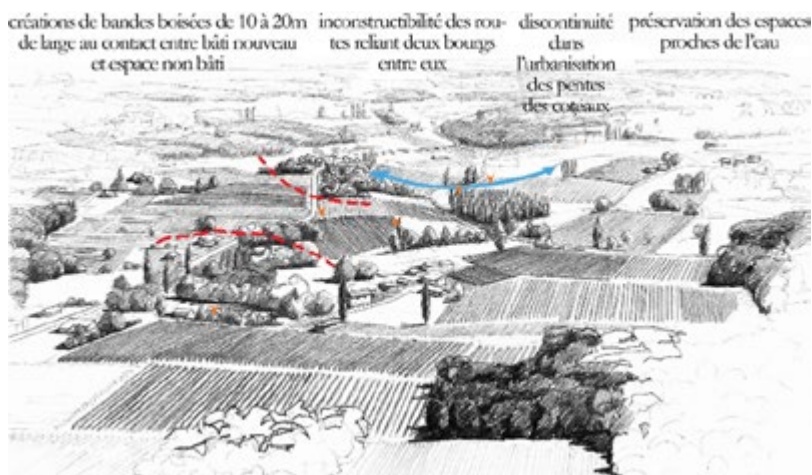 créations de bandes boisées de 10 à 20m
de large au contact entre bâti nouveau
et espace non bâti
inconstructibilité des rou-
tes reliant deux bourgs
entre eux
discontinuité
dans
l'urbanisation
des pentes
des coteaux
préservation des espaces
proches de l'eau